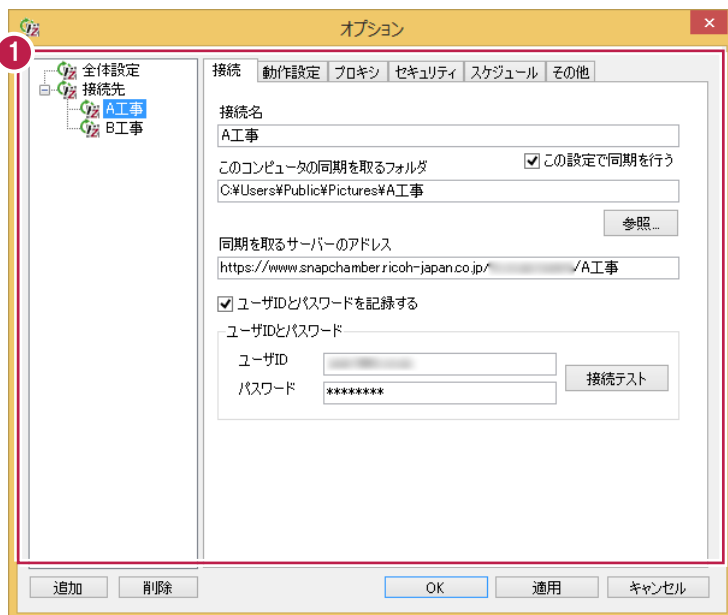 オプション
1
全体設定
接続先
A工事
B工事
接続 動作設定 プロキシ セキュリティ スケジュール その他
接続名
A工事
このコンピュータの同期を取るフォルダ
この設定で同期を行う
C:¥Users¥Public¥Pictures¥A工事
参照...
同期を取るサーバーのアドレス
https://www.snapchamber.ricoh-japan.co.jp/ /A工事
ユーザIDとパスワードを記録する
ユーザIDとパスワード
ユーザID
パスワード ********
接続テスト
追加 削除 OK 適用 キャンセル